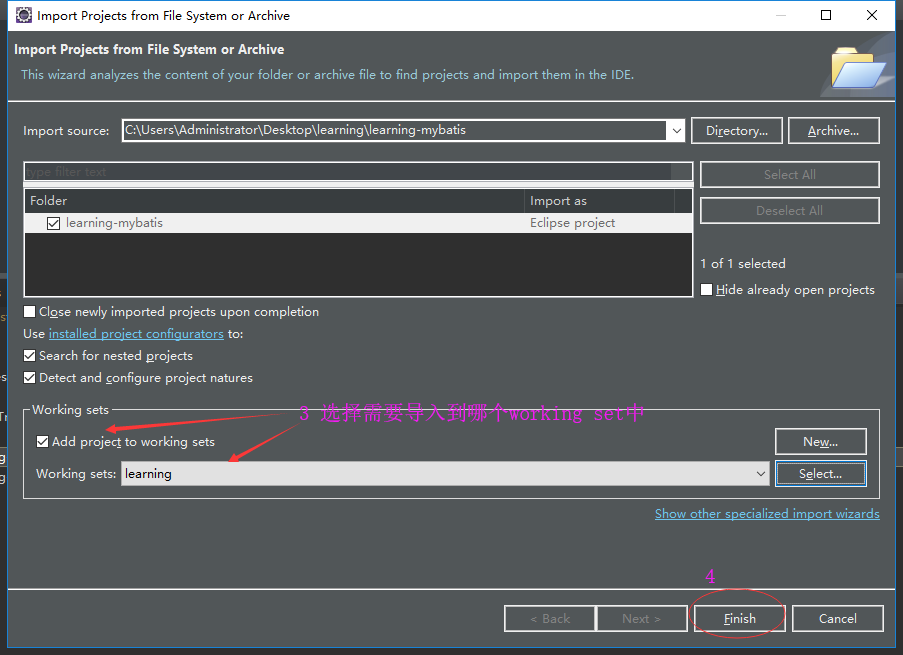 Import Projects from File System or Archive
Import Projects from File System or Archive
This wizard analyzes the content of your folder or archive file to find projects and import them in the IDE.
Import source: C:\Users\Administrator\Desktop\learning\learning-mybatis Directory... Archive...
type filter text
Select All
Folder Import as
learning-mybatis Eclipse project
Deselect All
1 of 1 selected
Hide already open projects
Close newly imported projects upon completion
Use installed project configurators to:
Search for nested projects
Detect and configure project natures
Working sets
3 选择需要导入到哪个working set中
Add project to working sets New...
Working sets: learning Select...
Show other specialized import wizards
4
< Back Next > Finish Cancel